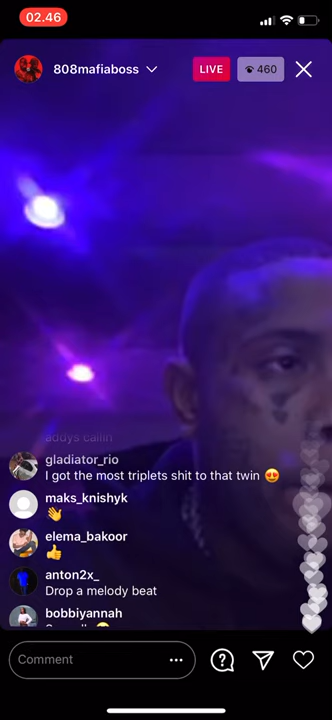 02.46
808mafiaboss
LIVE
460
addys callin
gladiator_rio
I got the most triplets shit to that twin 😍
maks_knishyk
👋
elema_bakoor
👍
anton2x_
Drop a melody beat
bobbiyannah
Comment